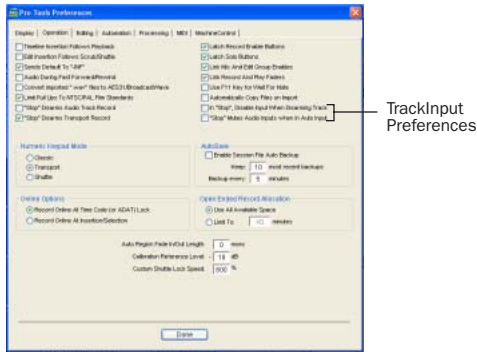 Pro Tools Preferences
Display Operation Editing Automation Processing MIDI MachineControl
Timeline Insertion Follows Playback
Edit Insertion Follows Scrub/Shuttle
Sends Default To "-INF"
Audio During Fast Forward/Rewind
Convert Imported ".wav" files to AES31/BroadcastWave
Limit Pull Ups To NTSC/PAL Film Standards
"Stop" Disarms Audio Track Record
"Stop" Disarms Transport Record
Latch Record Enable Buttons
Latch Solo Buttons
Link Mix And Edit Group Enables
Link Record And Play Faders
Use F11 Key for Wait For Note
Automatically Copy Files on Import
In "Stop", Disable Input When Disarming Track
"Stop" Mutes Audio Inputs when in Auto Input
TrackInput
Preferences
Numeric Keypad Mode
Classic
Transport
Shuttle
AutoSave
Enable Session File Auto Backup
Keep: 10 most recent backups
Backup every: 5 minutes
Online Options
Record Online At Time Code (or ADAT) Lock
Record Online At Insertion/Selection
Open Ended Record Allocation
Use All Available Space
Limit To minutes
Auto Region Fade In/Out Length: 0 msec
Calibration Reference Level: - 18 dB
Custom Shuttle Lock Speed: 800 %
Done